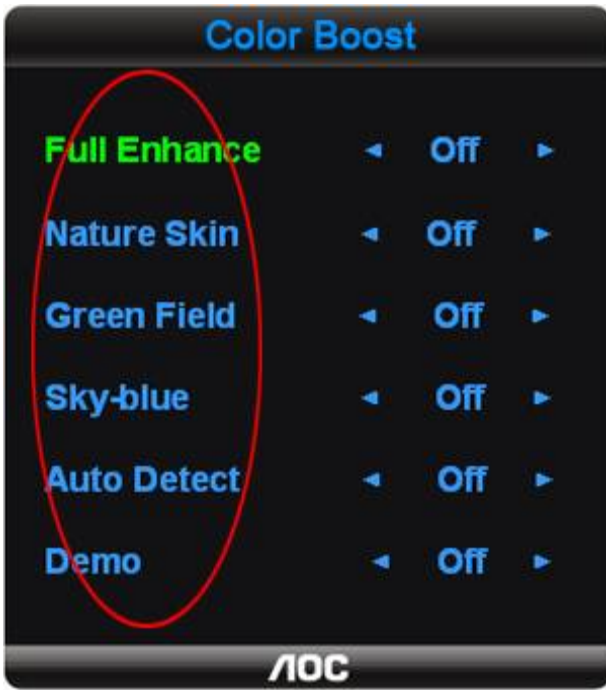 Color Boost
Full Enhance Off
Nature Skin Off
Green Field Off
Sky-blue Off
Auto Detect Off
Demo Off
AOC